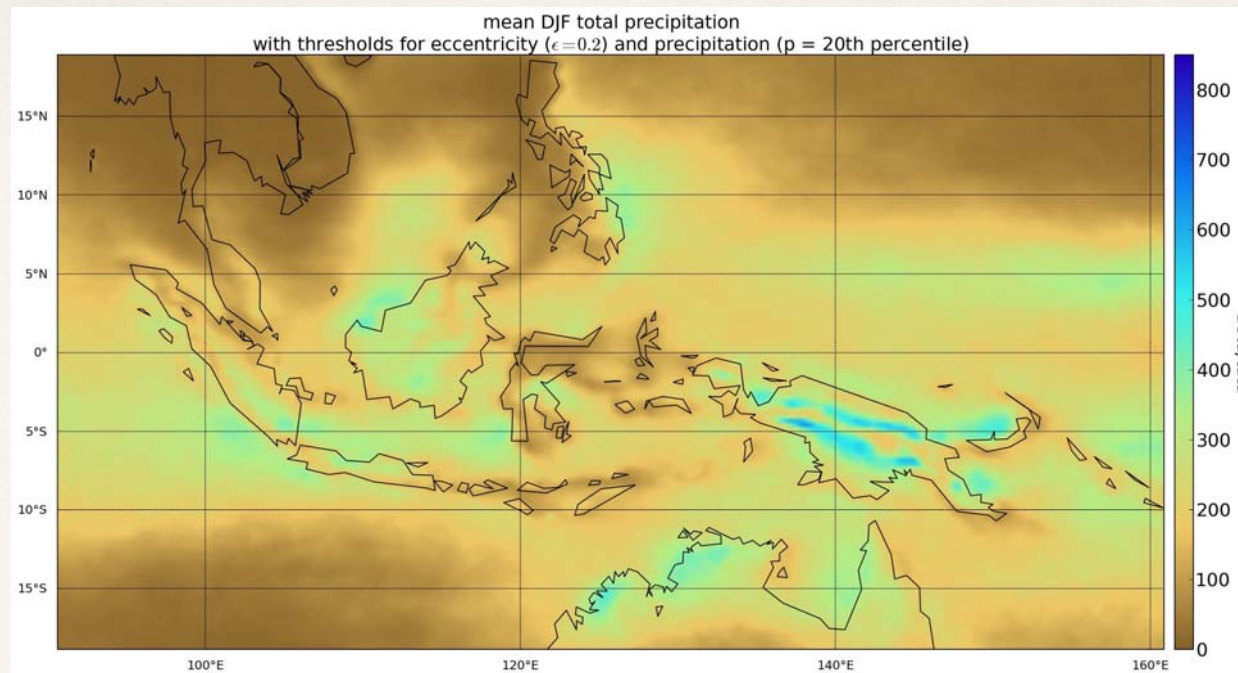 mean DJF total precipitation
with thresholds for eccentricity (ϵ=0.2) and precipitation (p = 20th percentile)
15°N
10°N
5°N
0°
5°S
10°S
15°S
100°E
120°E
140°E
160°E
800
700
600
500
400
300
200
100
0